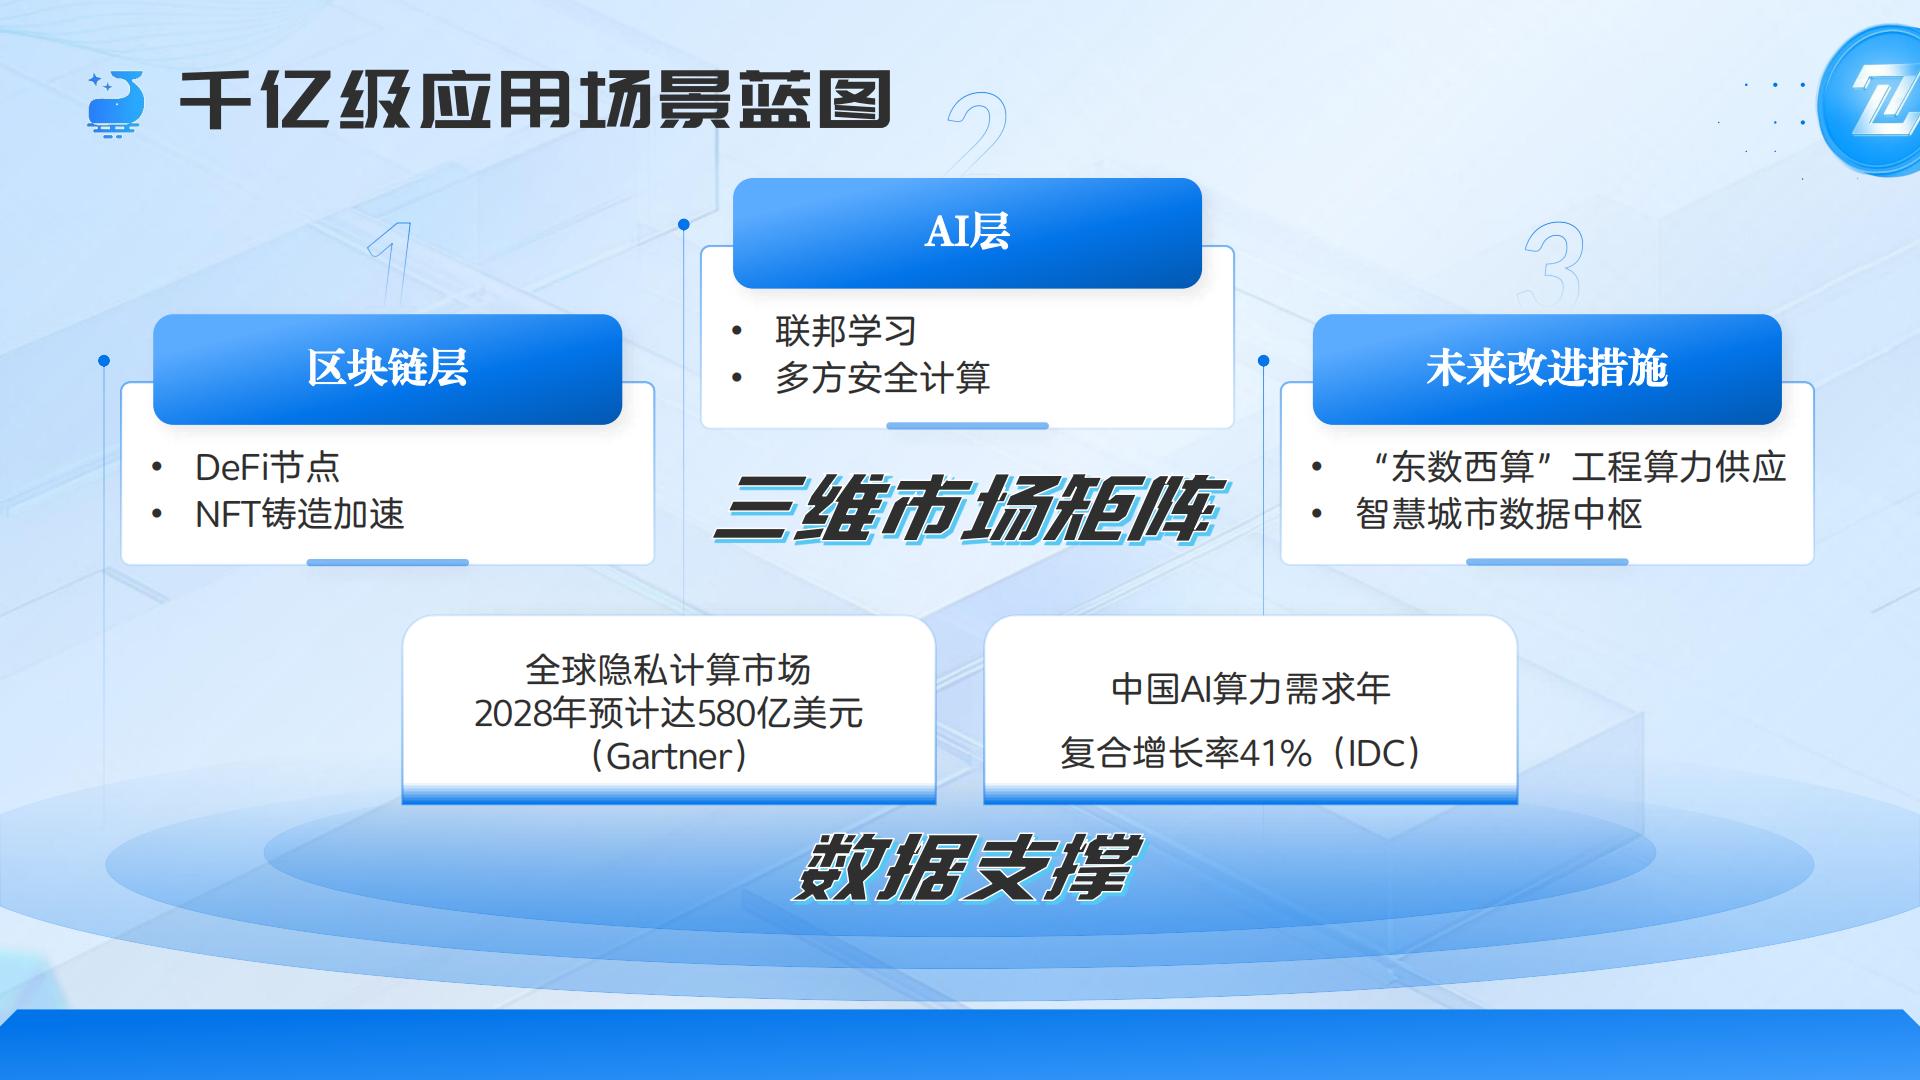 千亿级应用场景蓝图
1
区块链层
• DeFi节点
• NFT铸造加速
2
AI层
• 联邦学习
• 多方安全计算
3
未来改进措施
• “东数西算”工程算力供应
• 智慧城市数据中枢
三维市场矩阵
全球隐私计算市场
2028年预计达580亿美元
（Gartner）
中国AI算力需求年
复合增长率41%（IDC）
数据支撑